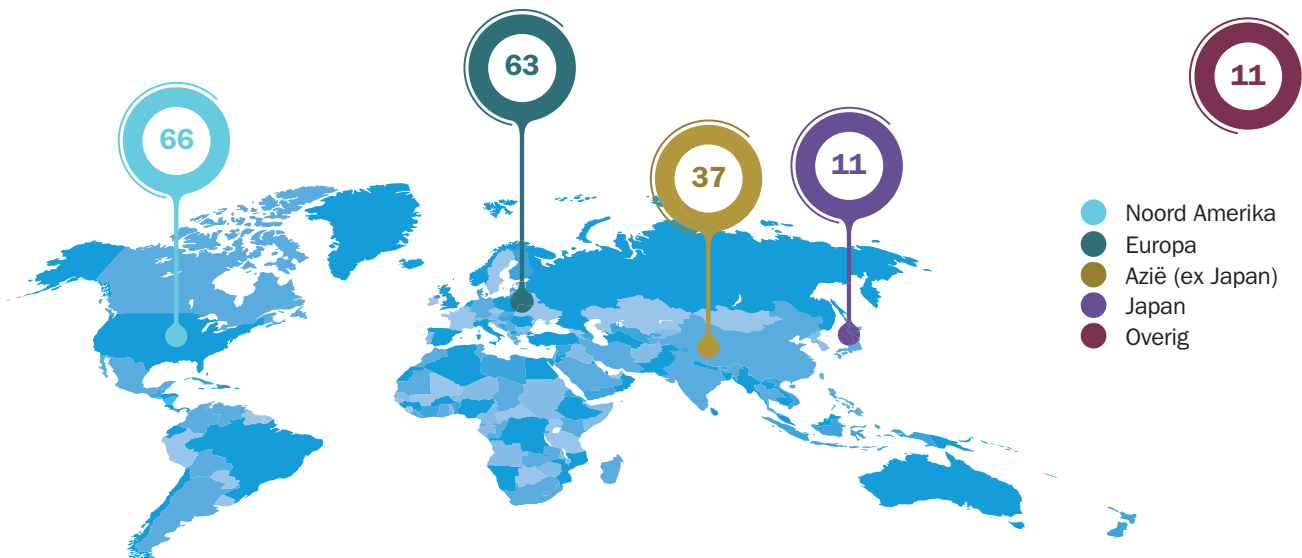 63
11
66
37
11
Noord Amerika
Europa
Azië (ex Japan)
Japan
Overig